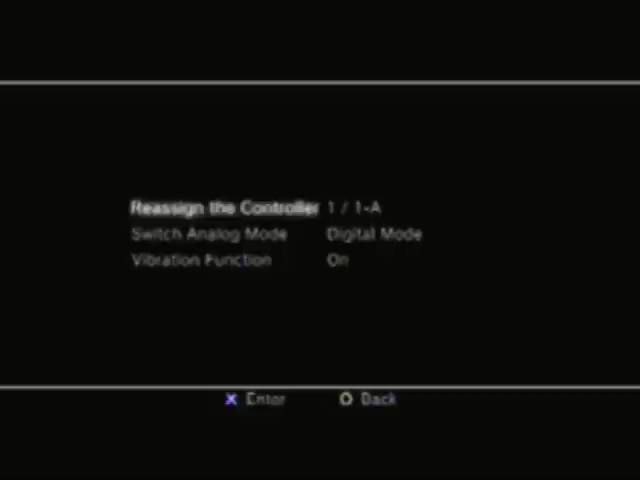 Reassign the Controller 1 / 1-A
Switch Analog Mode Digital Mode
Vibration Function On
X Enter O Back